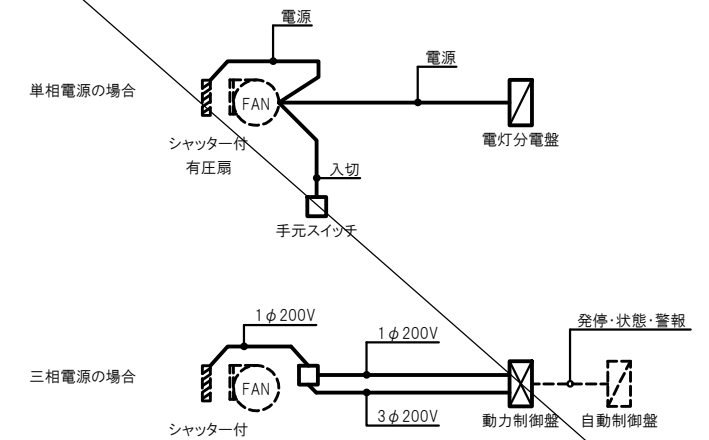 電源
電源
単相電源の場合
FAN
シャッター付
有圧扇
電灯分電盤
入切
手元スイッチ
1φ200V
発停・状態・警報
1φ200V
三相電源の場合
FAN
3φ200V
動力制御盤
自動制御盤
シャッター付